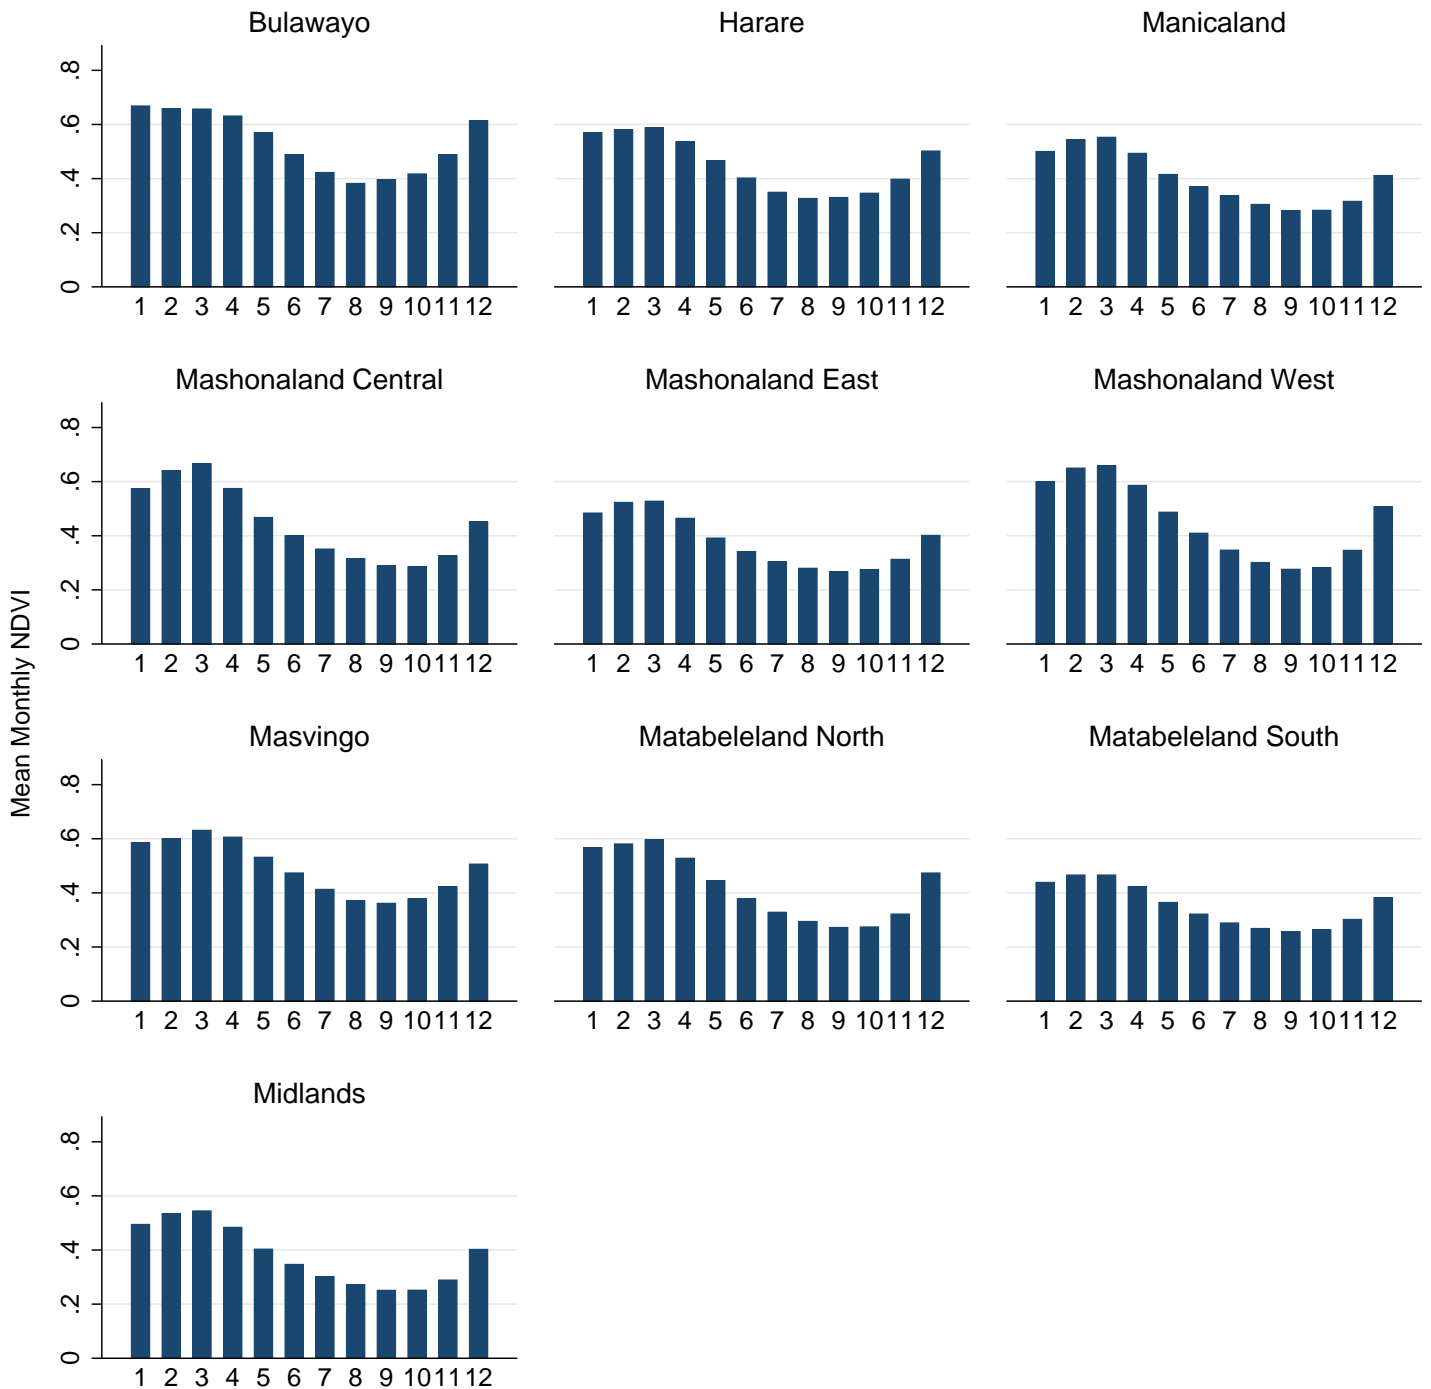 Bulawayo
Harare
Manicaland
.8
.6
.4
.2
0
1 2 3 4 5 6 7 8 9 10 11 12
1 2 3 4 5 6 7 8 9 10 11 12
1 2 3 4 5 6 7 8 9 10 11 12
Mashonaland Central
Mashonaland East
Mashonaland West
.8
.6
.4
.2
0
1 2 3 4 5 6 7 8 9 10 11 12
1 2 3 4 5 6 7 8 9 10 11 12
1 2 3 4 5 6 7 8 9 10 11 12
Mean Monthly NDVI
Masvingo
Matabeleland North
Matabeleland South
.8
.6
.4
.2
0
1 2 3 4 5 6 7 8 9 10 11 12
1 2 3 4 5 6 7 8 9 10 11 12
1 2 3 4 5 6 7 8 9 10 11 12
Midlands
.8
.6
.4
.2
0
1 2 3 4 5 6 7 8 9 10 11 12